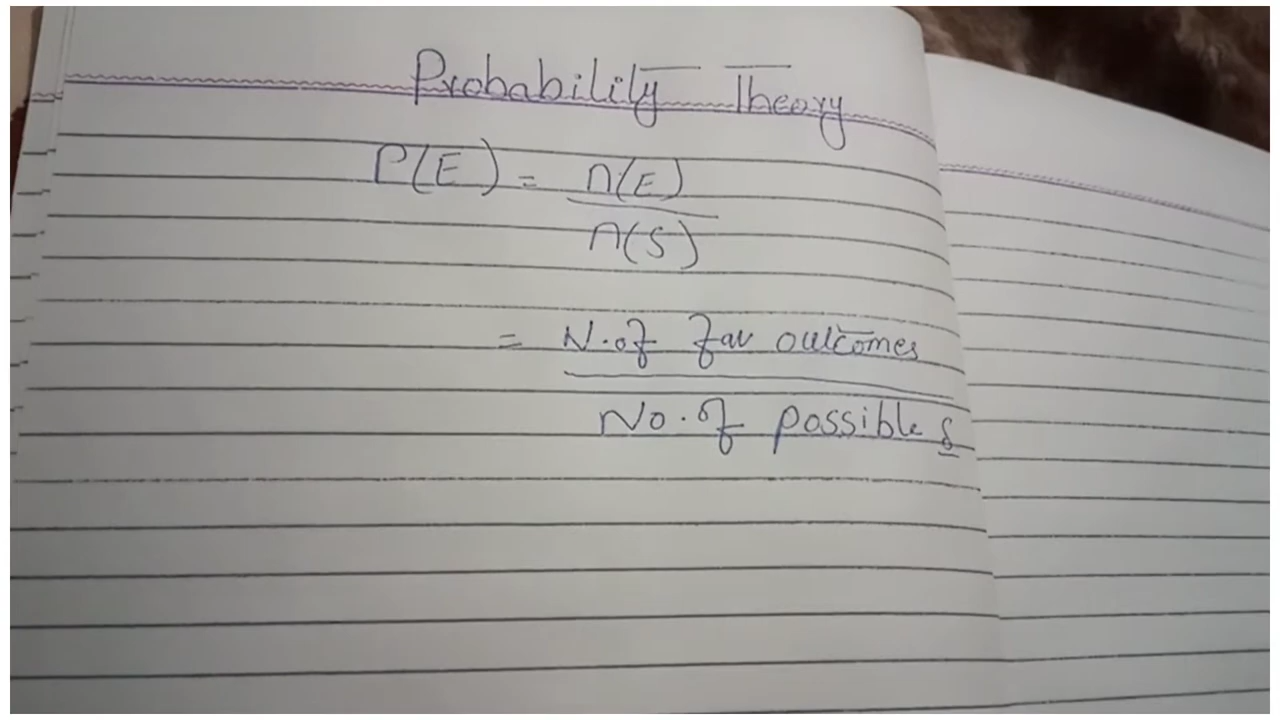 Probability Theory
P(E) = n(E)
n(S)
= N.of fav outcomes
No.of possible